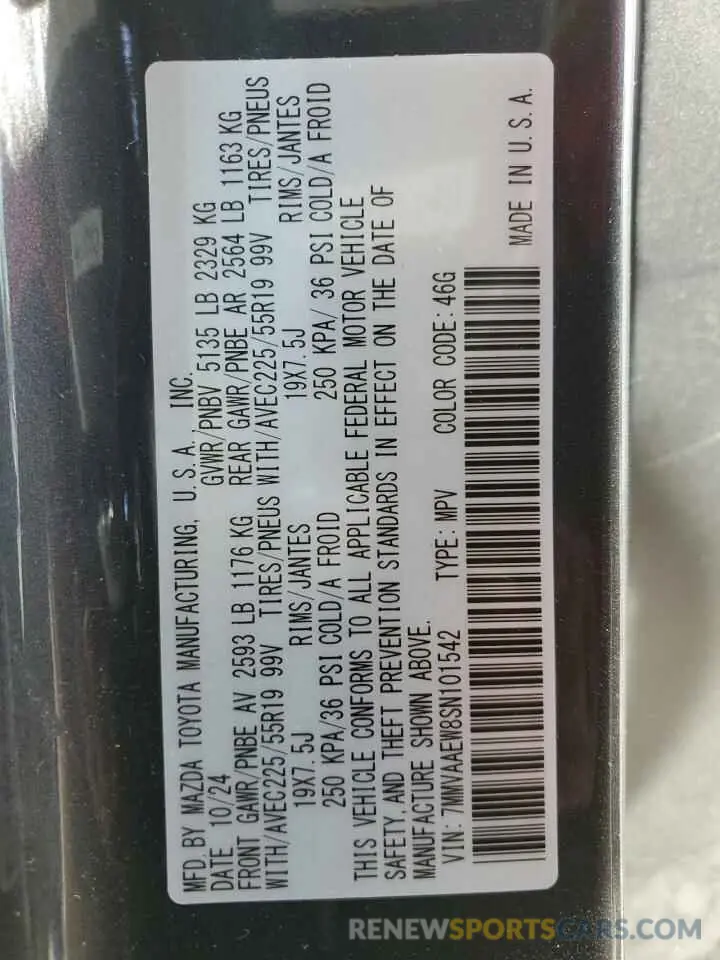 MFD. BY MAZDA TOYOTA MANUFACTURING, U.S.A., INC.
DATE 10/24 GVWR/PNBV 5135 LB 2329 KG
FRONT GAWR/PNBE AV 2593 LB 1176 KG REAR GAWR/PNBE AR 2564 LB 1163 KG
WITH/AVEC225/55R19 99V TIRES/PNEUS WITH/AVEC225/55R19 99V TIRES/PNEUS
19X7.5J RIMS/JANTES 19X7.5J RIMS/JANTES
250 KPA/36 PSI COLD/A FROID 250 KPA/ 36 PSI COLD/A FROID
THIS VEHICLE CONFORMS TO ALL APPLICABLE FEDERAL MOTOR VEHICLE
SAFETY,AND THEFT PREVENTION STANDARDS IN EFFECT ON THE DATE OF
MANUFACTURE SHOWN ABOVE.
VIN: 7MMVAAEW8SN101542 TYPE: MPV COLOR CODE: 46G
MADE IN U.S.A.
RENEWSPORTSCARS.COM